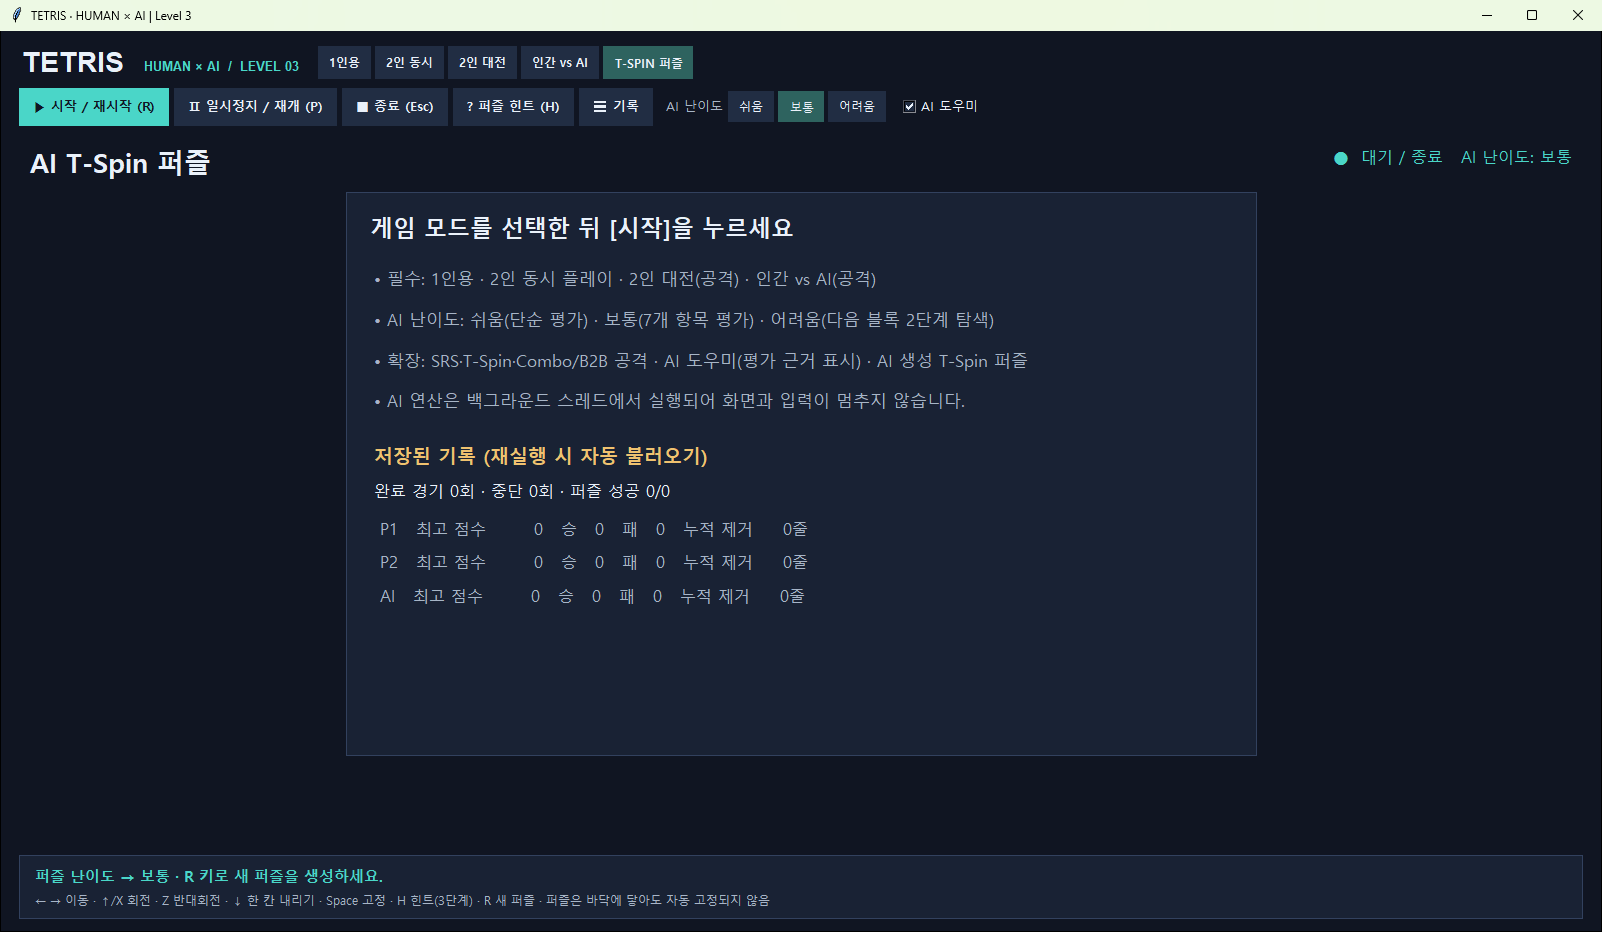 TETRIS · HUMAN × AI | Level 3
TETRIS HUMAN × AI / LEVEL 03 1인용 2인 동시 2인 대전 인간 vs AI T-SPIN 퍼즐
▶ 시작 / 재시작 (R) Ⅱ 일시정지 / 재개 (P) ■ 종료 (Esc) ? 퍼즐 힌트 (H) ☰ 기록 AI 난이도 쉬움 보통 어려움 AI 도우미
AI T-Spin 퍼즐
● 대기 / 종료 AI 난이도: 보통
게임 모드를 선택한 뒤 [시작]을 누르세요
• 필수: 1인용 · 2인 동시 플레이 · 2인 대전(공격) · 인간 vs AI(공격)
• AI 난이도: 쉬움(단순 평가) · 보통(7개 항목 평가) · 어려움(다음 블록 2단계 탐색)
• 확장: SRS·T-Spin·Combo/B2B 공격 · AI 도우미(평가 근거 표시) · AI 생성 T-Spin 퍼즐
• AI 연산은 백그라운드 스레드에서 실행되어 화면과 입력이 멈추지 않습니다.
저장된 기록 (재실행 시 자동 불러오기)
완료 경기 0회 · 중단 0회 · 퍼즐 성공 0/0
P1 최고 점수 0 승 0 패 0 누적 제거 0줄
P2 최고 점수 0 승 0 패 0 누적 제거 0줄
AI 최고 점수 0 승 0 패 0 누적 제거 0줄
퍼즐 난이도 → 보통 · R 키로 새 퍼즐을 생성하세요.
← → 이동 · ↑/X 회전 · Z 반대회전 · ↓ 한 칸 내리기 · Space 고정 · H 힌트(3단계) · R 새 퍼즐 · 퍼즐은 바닥에 닿아도 자동 고정되지 않음